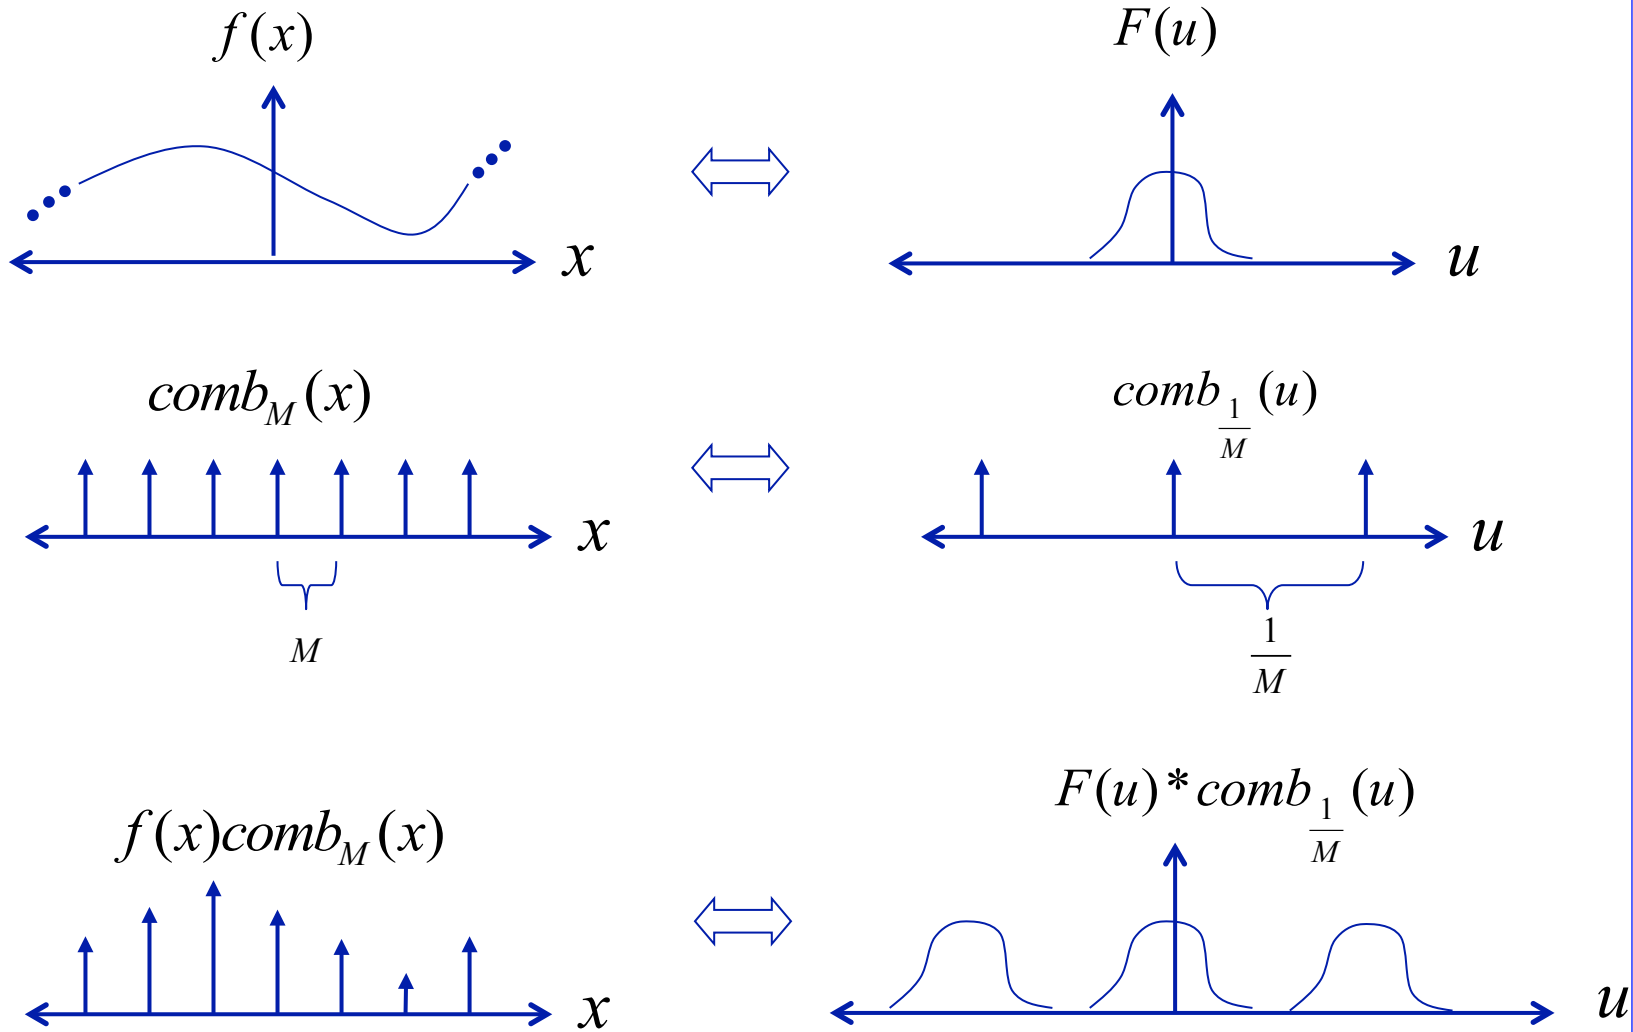 f(x)
F(u)
x
u
comb_M(x)
comb_{1/M}(u)
x
u
M
1/M
f(x)comb_M(x)
F(u)*comb_{1/M}(u)
x
u